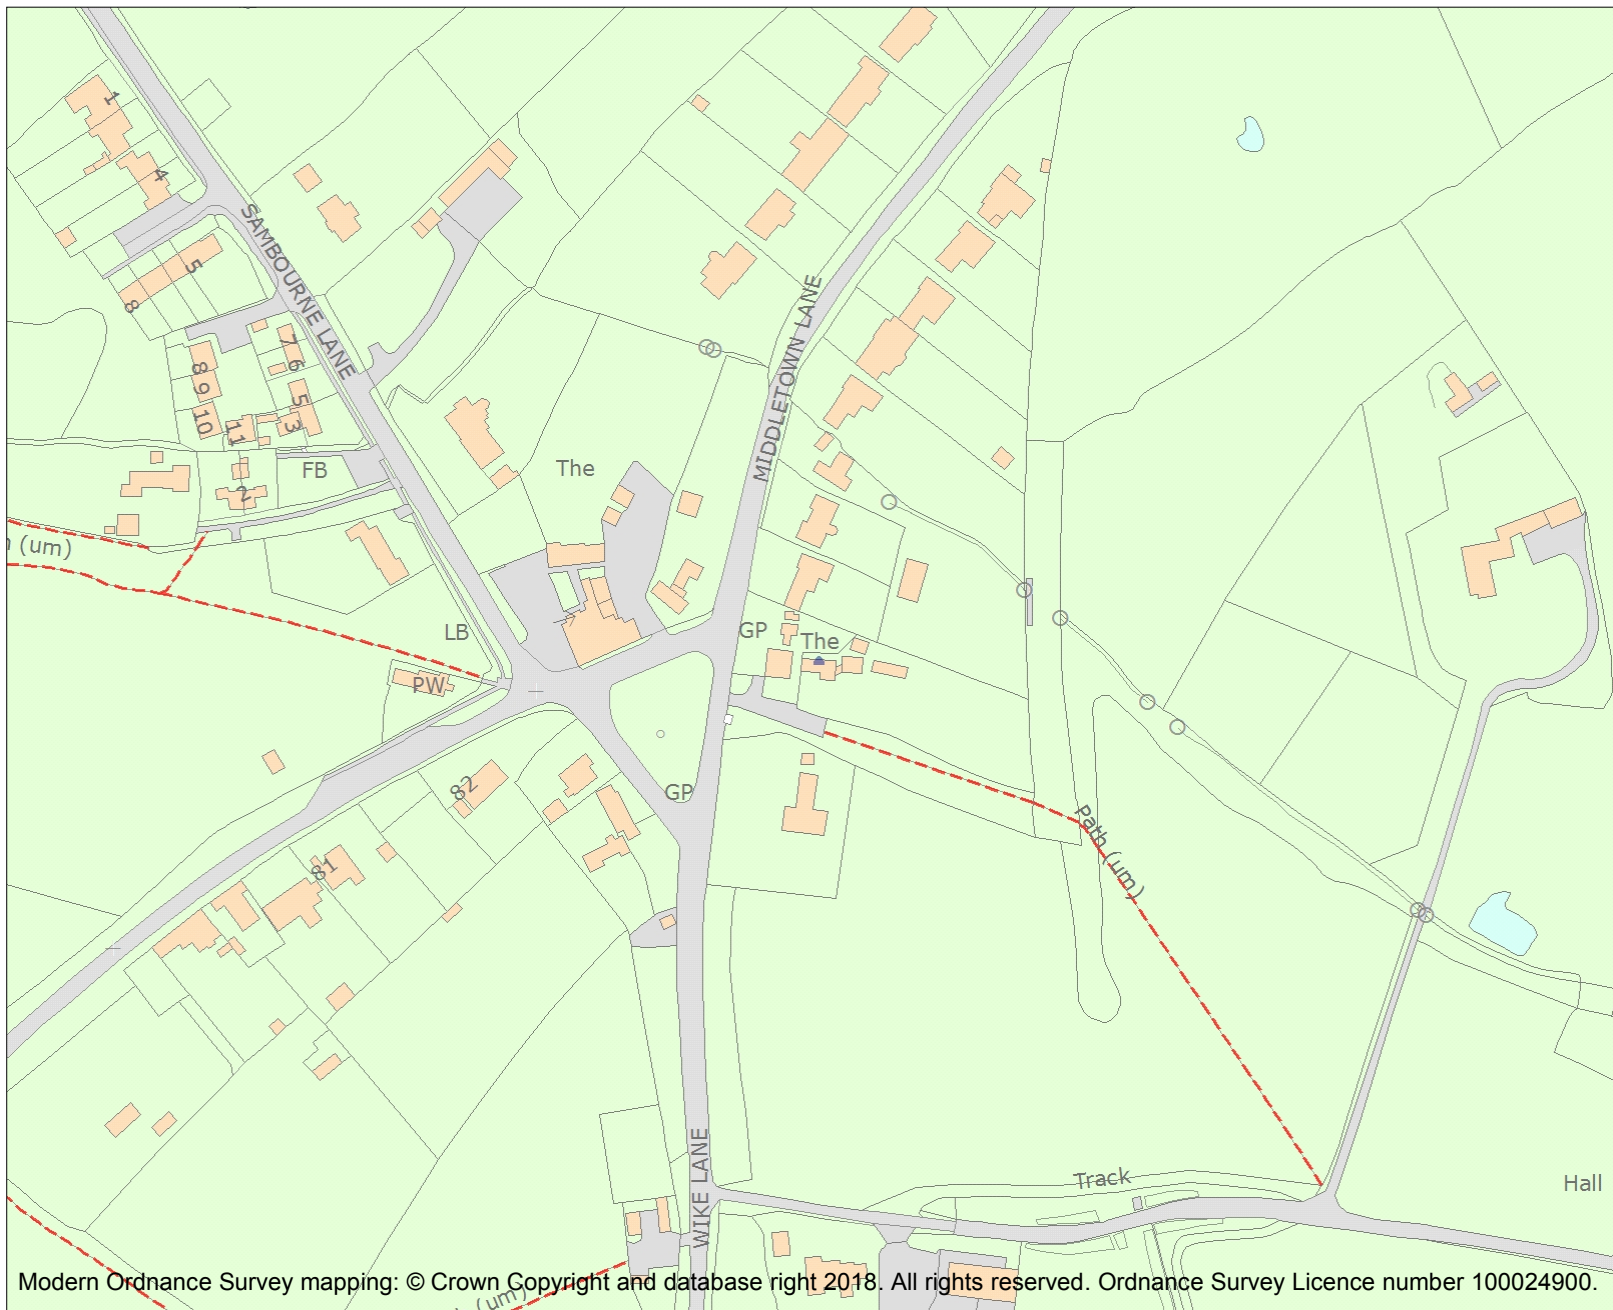 1
4
SAMBOURNE LANE
5
8
7
6
8
9
10
5
3
11
2
FB
The
MIDDLETOWN LANE
(um)
LB
PW
GP
The
GP
82
81
Path (um)
WIKE LANE
Track
Hall
(um)
Modern Ordnance Survey mapping: © Crown Copyright and database right 2018. All rights reserved. Ordnance Survey Licence number 100024900.